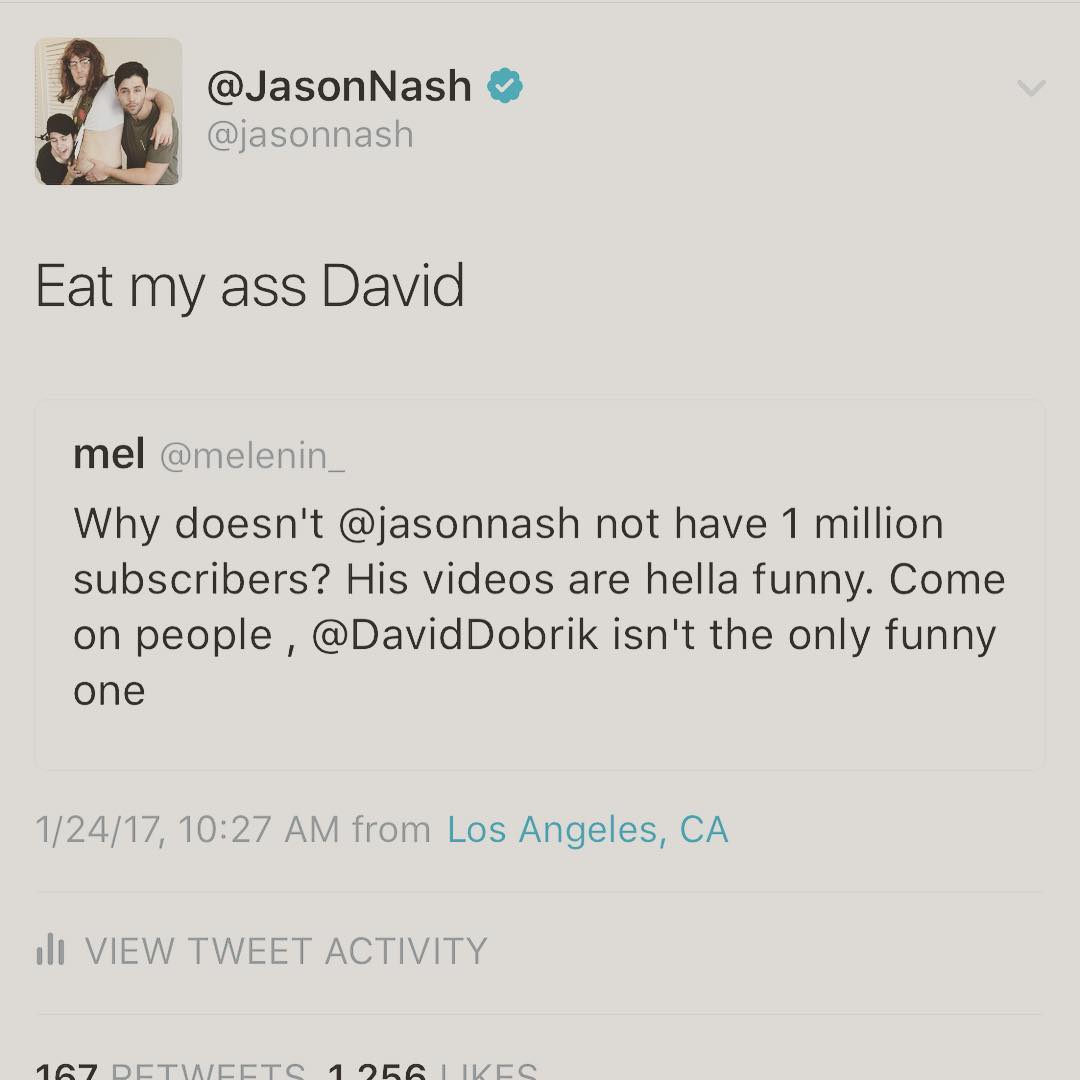 @JasonNash
@jasonnash
Eat my ass David
mel @melenin_
Why doesn't @jasonnash not have 1 million
subscribers? His videos are hella funny. Come
on people , @DavidDobrik isn't the only funny
one
1/24/17, 10:27 AM from Los Angeles, CA
VIEW TWEET ACTIVITY
167 RETWEETS 1,256 LIKES